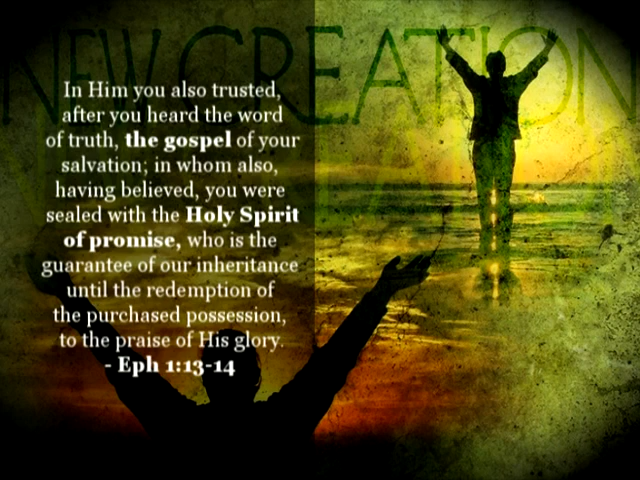 NEW CREATION
In Him you also trusted,
after you heard the word
of truth, the gospel of your
salvation; in whom also,
having believed, you were
sealed with the Holy Spirit
of promise, who is the
guarantee of our inheritance
until the redemption of
the purchased possession,
to the praise of His glory.
- Eph 1:13-14